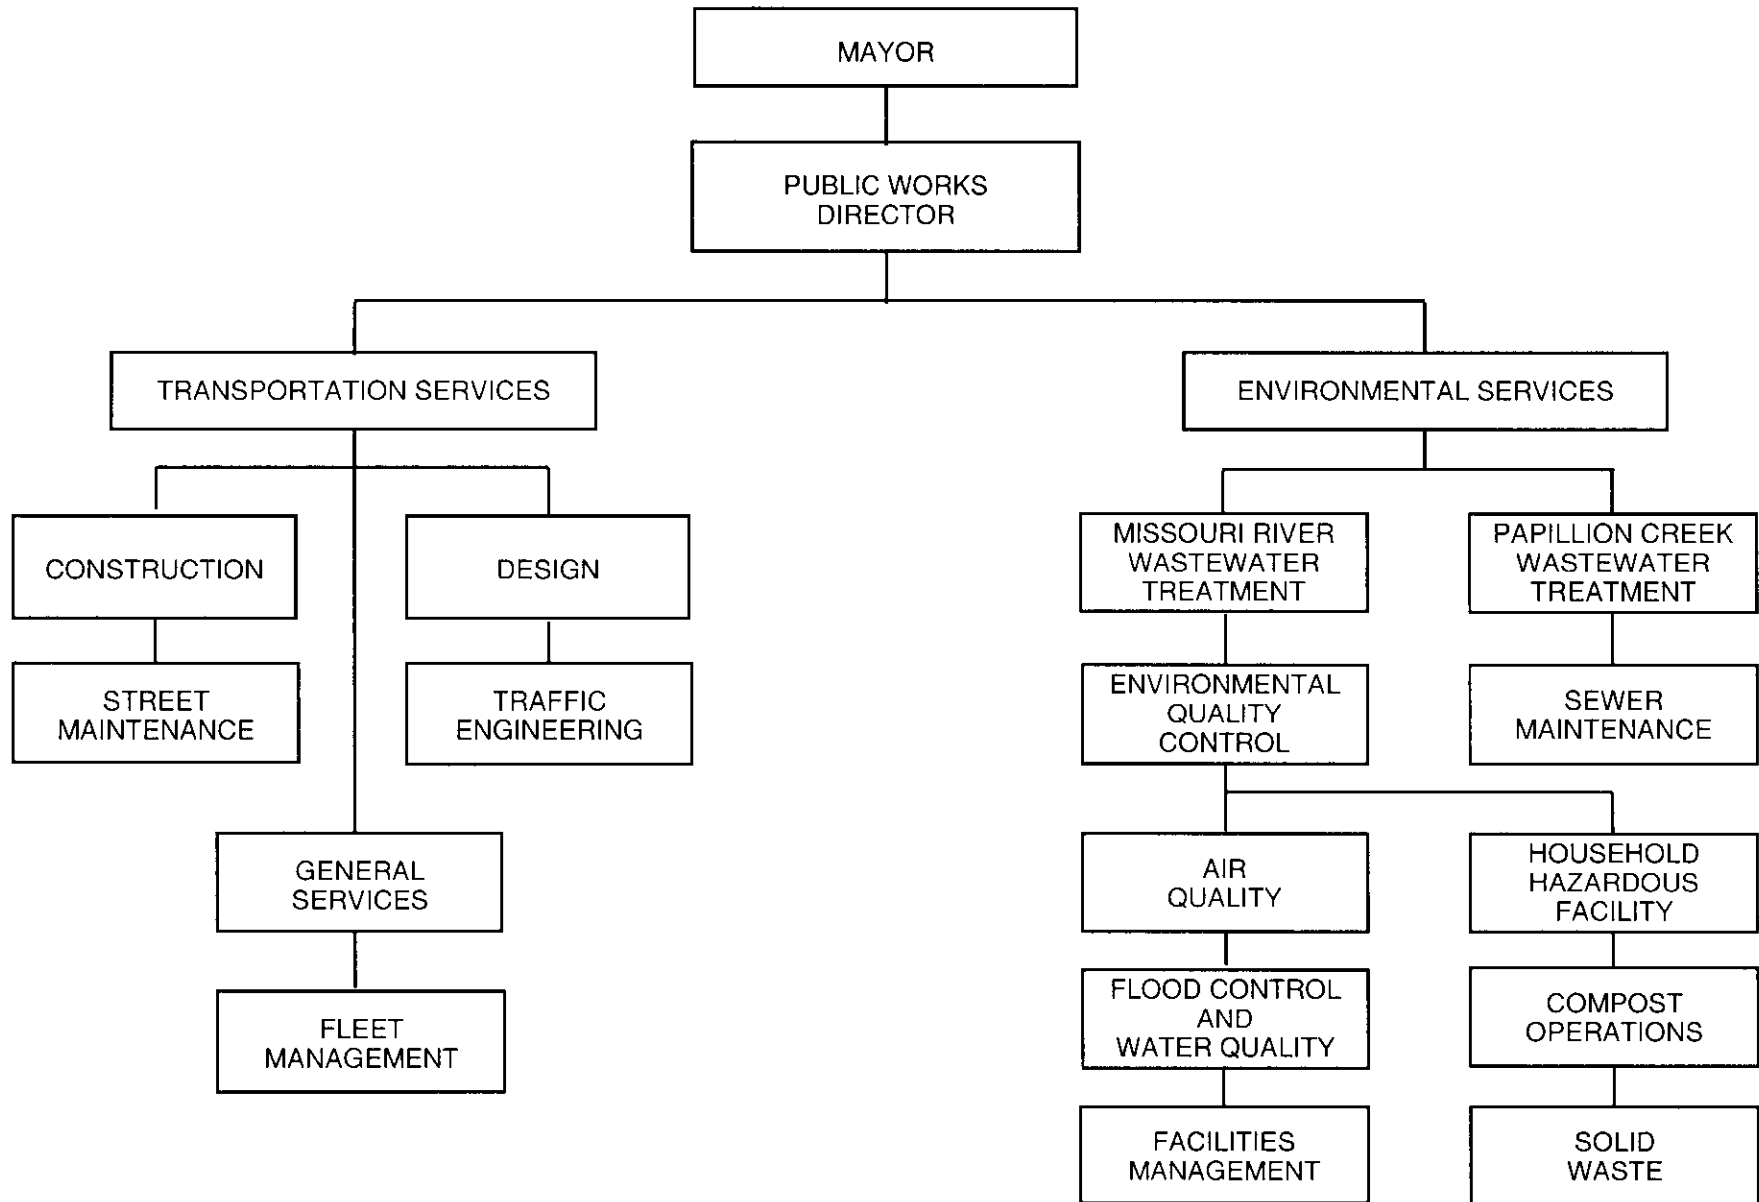 MAYOR
PUBLIC WORKS
DIRECTOR
TRANSPORTATION SERVICES
ENVIRONMENTAL SERVICES
CONSTRUCTION
DESIGN
MISSOURI RIVER
WASTEWATER
TREATMENT
PAPILLION CREEK
WASTEWATER
TREATMENT
STREET
MAINTENANCE
TRAFFIC
ENGINEERING
ENVIRONMENTAL
QUALITY
CONTROL
SEWER
MAINTENANCE
GENERAL
SERVICES
AIR
QUALITY
HOUSEHOLD
HAZARDOUS
FACILITY
FLEET
MANAGEMENT
FLOOD CONTROL
AND
WATER QUALITY
COMPOST
OPERATIONS
FACILITIES
MANAGEMENT
SOLID
WASTE